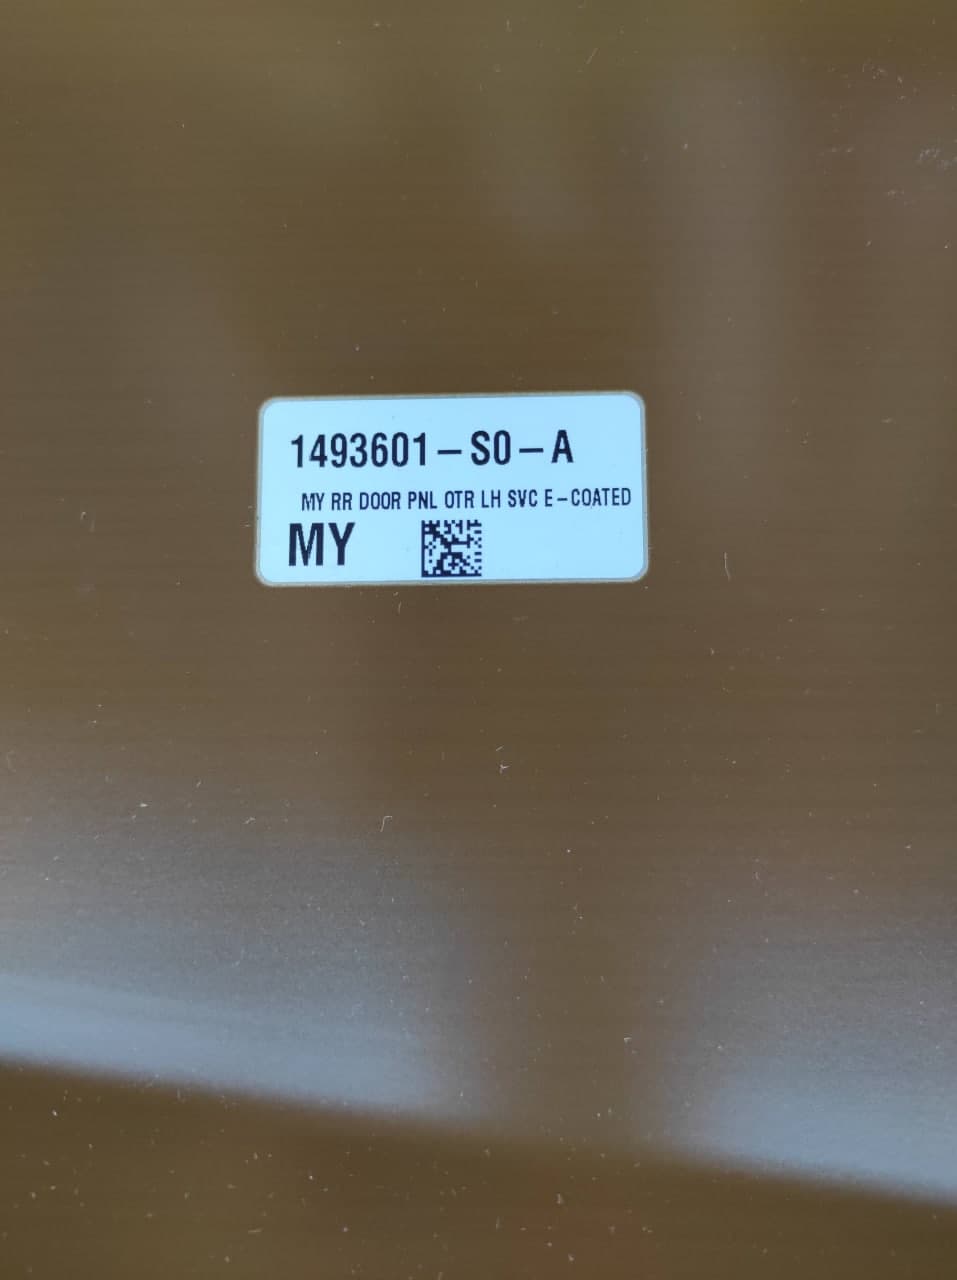 1493601-S0-A
MY RR DOOR PNL OTR LH SVC E-COATED
MY